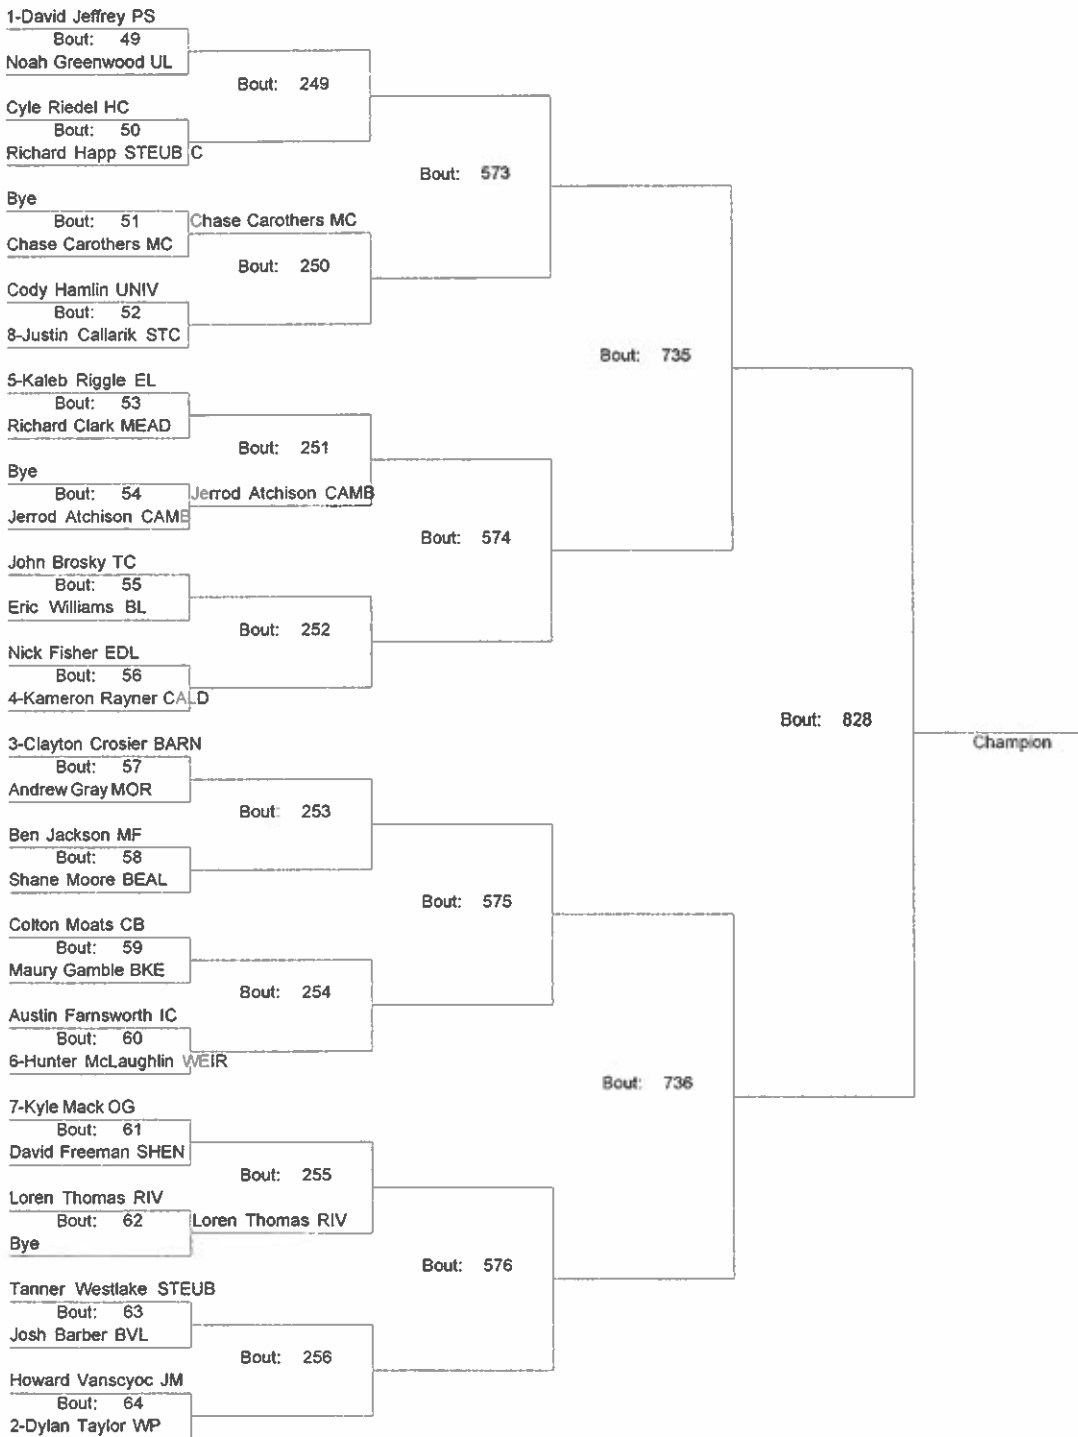 1-David Jeffrey PS
Bout: 49
Noah Greenwood UL
Bout: 249
Cyle Riedel HC
Bout: 50
Richard Happ STEUB C
Bout: 573
Bye
Bout: 51
Chase Carothers MC
Chase Carothers MC
Bout: 250
Cody Hamlin UNIV
Bout: 52
8-Justin Callarik STC
Bout: 735
5-Kaleb Riggle EL
Bout: 53
Richard Clark MEAD
Bout: 251
Bye
Bout: 54
Jerrod Atchison CAMB
Jerrod Atchison CAMB
Bout: 574
John Brosky TC
Bout: 55
Eric Williams BL
Bout: 252
Nick Fisher EDL
Bout: 56
4-Kameron Rayner CALD
Bout: 828
Champion
3-Clayton Crosier BARN
Bout: 57
Andrew Gray MOR
Bout: 253
Ben Jackson MF
Bout: 58
Shane Moore BEAL
Bout: 575
Colton Moats CB
Bout: 59
Maury Gamble BKE
Bout: 254
Austin Farnsworth IC
Bout: 60
6-Hunter McLaughlin WEIR
Bout: 736
7-Kyle Mack OG
Bout: 61
David Freeman SHEN
Bout: 255
Loren Thomas RIV
Bout: 62
Loren Thomas RIV
Bye
Bout: 576
Tanner Westlake STEUB
Bout: 63
Josh Barber BVL
Bout: 256
Howard Vanscyoc JM
Bout: 64
2-Dylan Taylor WP